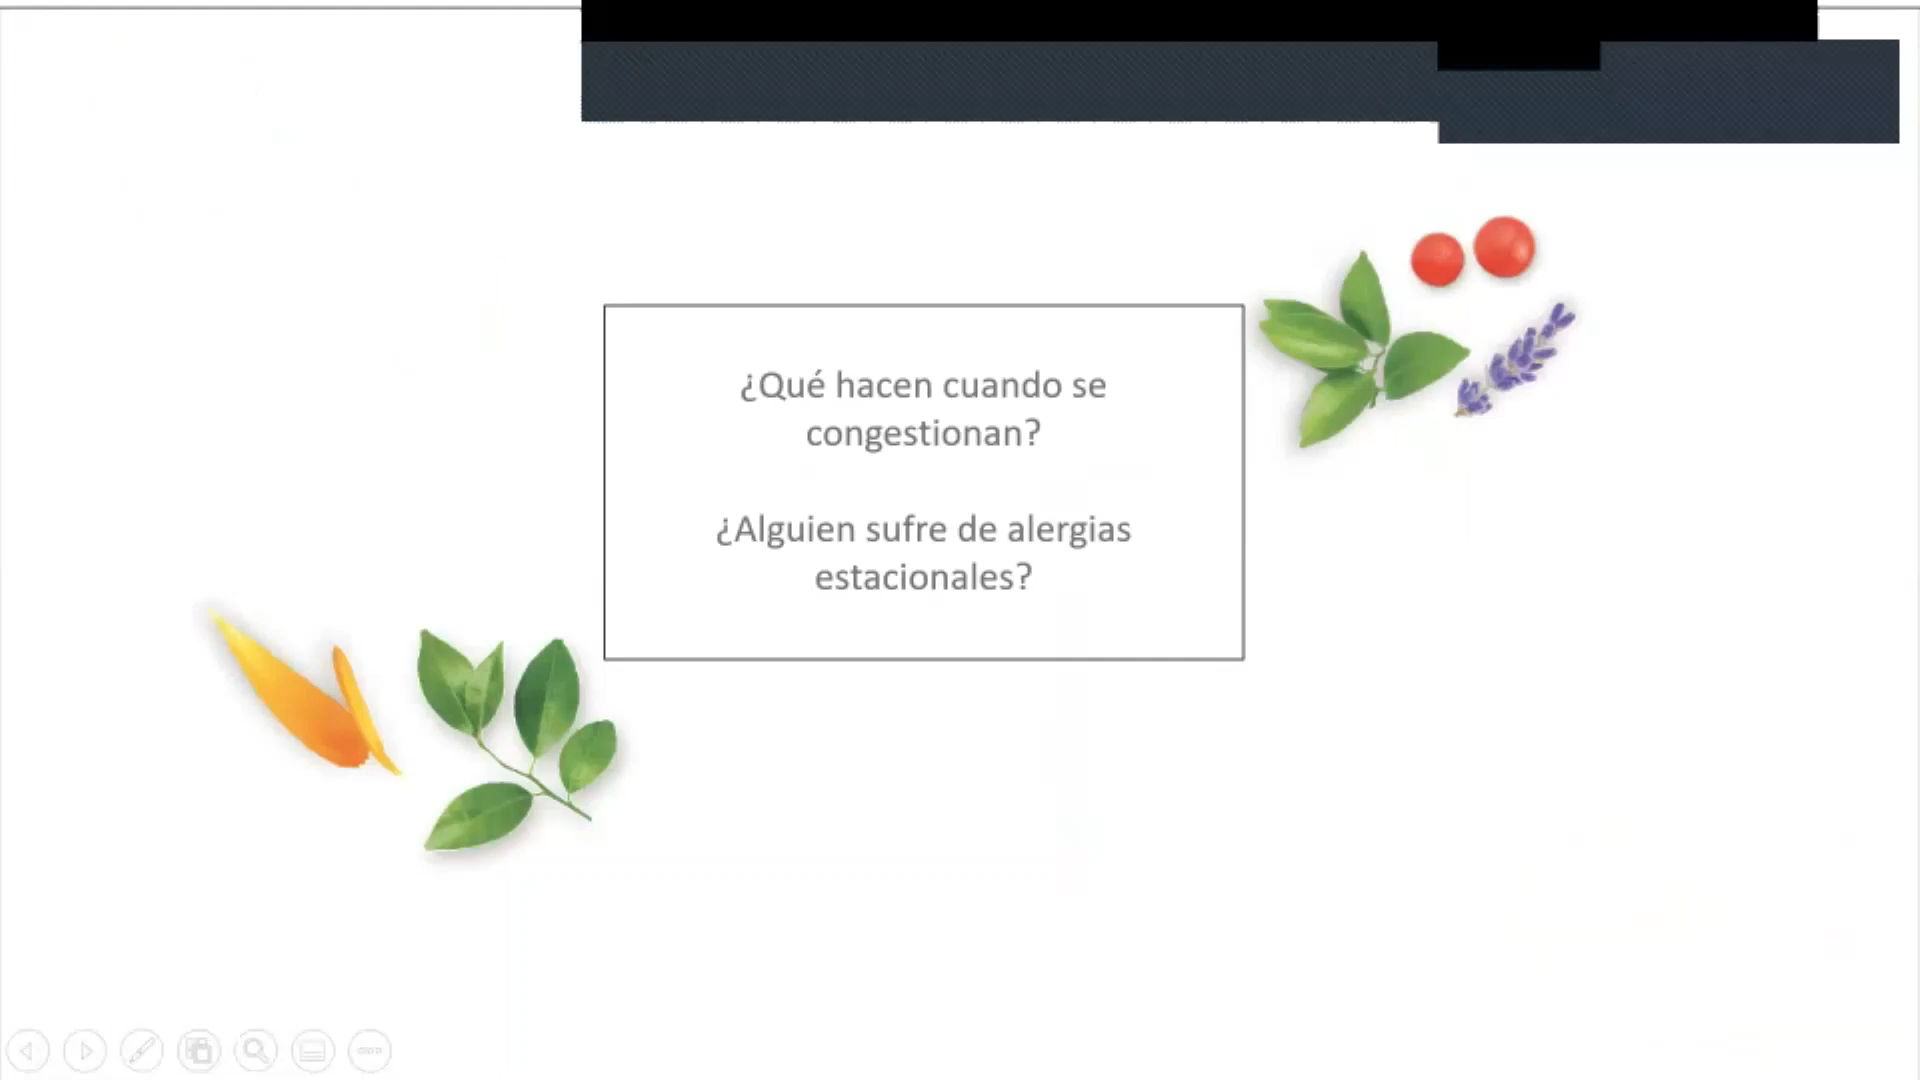 ¿Qué hacen cuando se
congestionan?
¿Alguien sufre de alergias
estacionales?